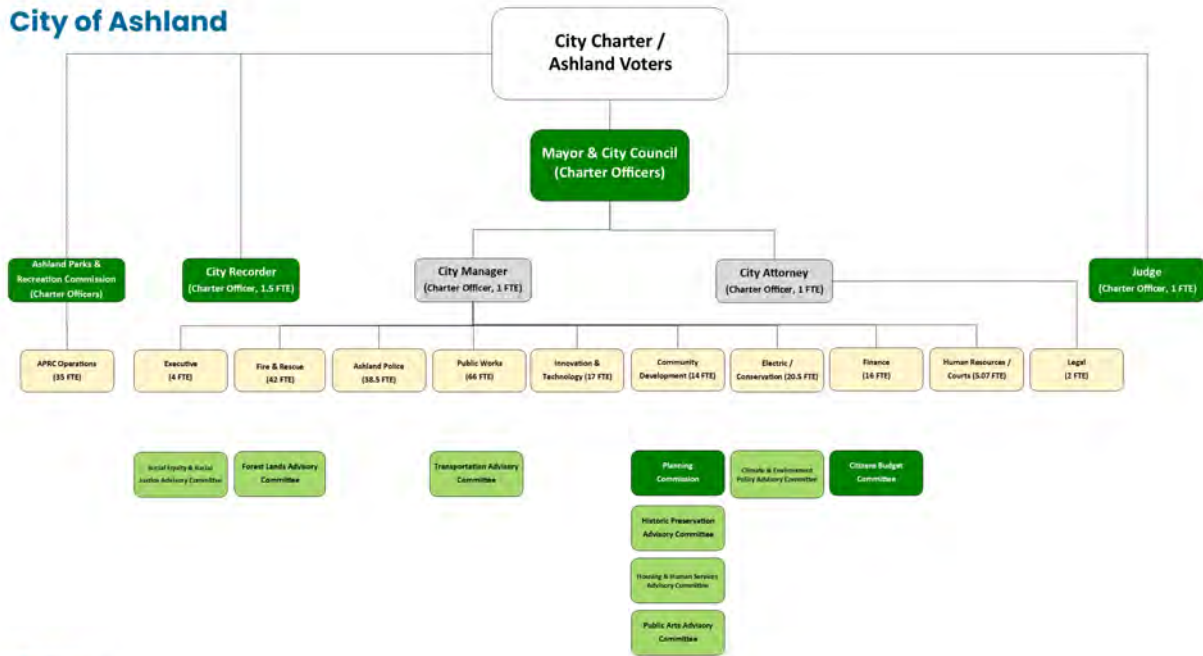 City of Ashland
City Charter /
Ashland Voters
Mayor & City Council
(Charter Officers)
Ashland Parks &
Recreation Commission
(Charter Officers)
City Recorder
(Charter Officer, 1.5 FTE)
City Manager
(Charter Officer, 1 FTE)
City Attorney
(Charter Officer, 1 FTE)
Judge
(Charter Officer, 1 FTE)
APRC Operations
(35 FTE)
Executive
(4 FTE)
Fire & Rescue
(42 FTE)
Ashland Police
(38.5 FTE)
Public Works
(66 FTE)
Innovation &
Technology (17 FTE)
Community
Development (14 FTE)
Electric /
Conservation (20.5 FTE)
Finance
(16 FTE)
Human Resources /
Courts (5.07 FTE)
Legal
(2 FTE)
Social Equity & Racial
Justice Advisory Committee
Forest Lands Advisory
Committee
Transportation Advisory
Committee
Planning
Commission
Climate & Environment
Policy Advisory Committee
Citizens Budget
Committee
Historic Preservation
Advisory Committee
Housing & Human Services
Advisory Committee
Public Arts Advisory
Committee